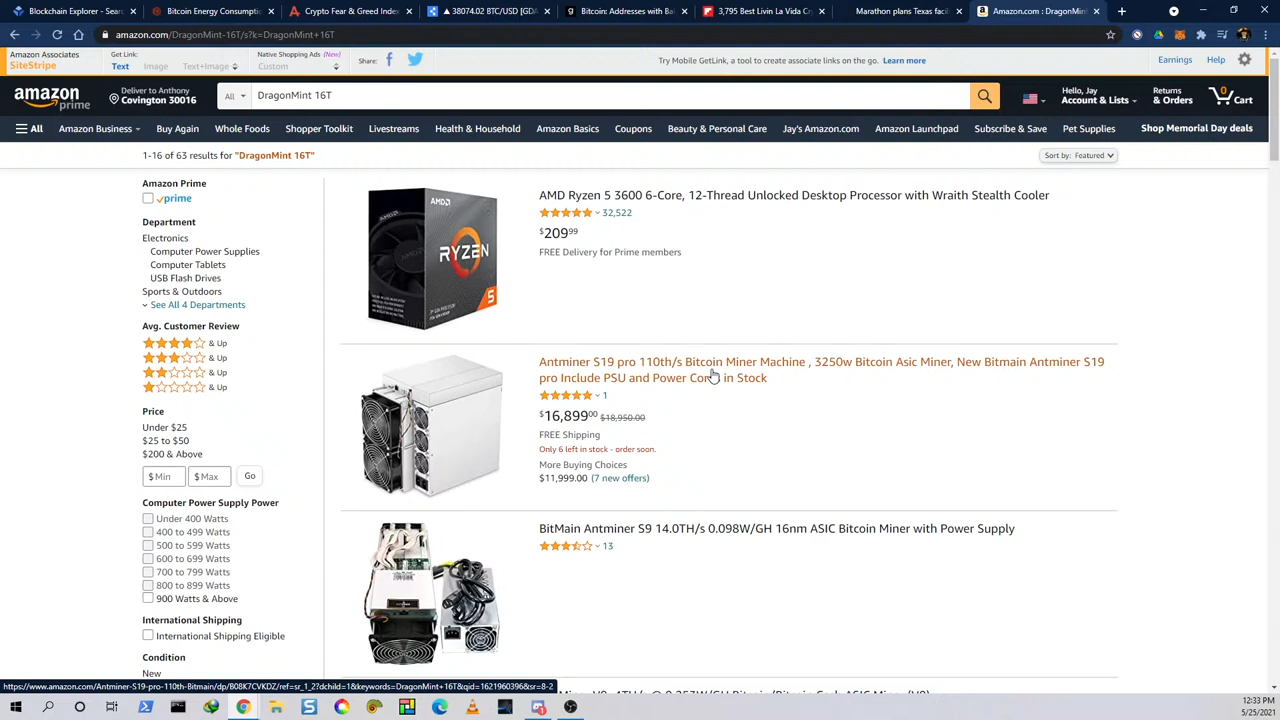 Blockchain Explorer - Sea
Bitcoin Energy Consumpti
Crypto Fear & Greed Index
▲ 38074.02 BTC/USD [GDA
Bitcoin: Addresses with Bal
3,795 Best Livin La Vida Cry
Marathon plans Texas facili
Amazon.com : DragonMint
amazon.com/DragonMint-16T/s?k=DragonMint+16T
Amazon Associates
SiteStripe
Get Link:
Text
Image
Text+Image
Native Shopping Ads (New)
Custom
Share:
Try Mobile GetLink, a tool to create associate links on the go. Learn more
Earnings
Help
amazon
prime
Deliver to Anthony
Covington 30016
All
DragonMint 16T
Hello, Jay
Account & Lists
Returns
& Orders
0
Cart
All
Amazon Business
Buy Again
Whole Foods
Shopper Toolkit
Livestreams
Health & Household
Amazon Basics
Coupons
Beauty & Personal Care
Jay's Amazon.com
Amazon Launchpad
Subscribe & Save
Pet Supplies
Shop Memorial Day deals
1-16 of 63 results for "DragonMint 16T"
Sort by: Featured
Amazon Prime
prime
Department
Electronics
Computer Power Supplies
Computer Tablets
USB Flash Drives
Sports & Outdoors
See All 4 Departments
Avg. Customer Review
& Up
& Up
& Up
& Up
Price
Under $25
$25 to $50
$200 & Above
$ Min
$ Max
Go
Computer Power Supply Power
Under 400 Watts
400 to 499 Watts
500 to 599 Watts
600 to 699 Watts
700 to 799 Watts
800 to 899 Watts
900 Watts & Above
International Shipping
International Shipping Eligible
Condition
New
AMD
RYZEN
5
AMD Ryzen 5 3600 6-Core, 12-Thread Unlocked Desktop Processor with Wraith Stealth Cooler
32,522
$20999
FREE Delivery for Prime members
Antminer S19 pro 110th/s Bitcoin Miner Machine , 3250w Bitcoin Asic Miner, New Bitmain Antminer S19
pro Include PSU and Power Cord in Stock
1
$16,89900 $18,950.00
FREE Shipping
Only 6 left in stock - order soon.
More Buying Choices
$11,999.00 (7 new offers)
BitMain Antminer S9 14.0TH/s 0.098W/GH 16nm ASIC Bitcoin Miner with Power Supply
13
https://www.amazon.com/Antminer-S19-pro-110th-Bitmain/dp/B08K7CVKDZ/ref=sr_1_2?dchild=1&keywords=DragonMint+16T&qid=1621960396&sr=8-2
12:33 PM
5/25/2021